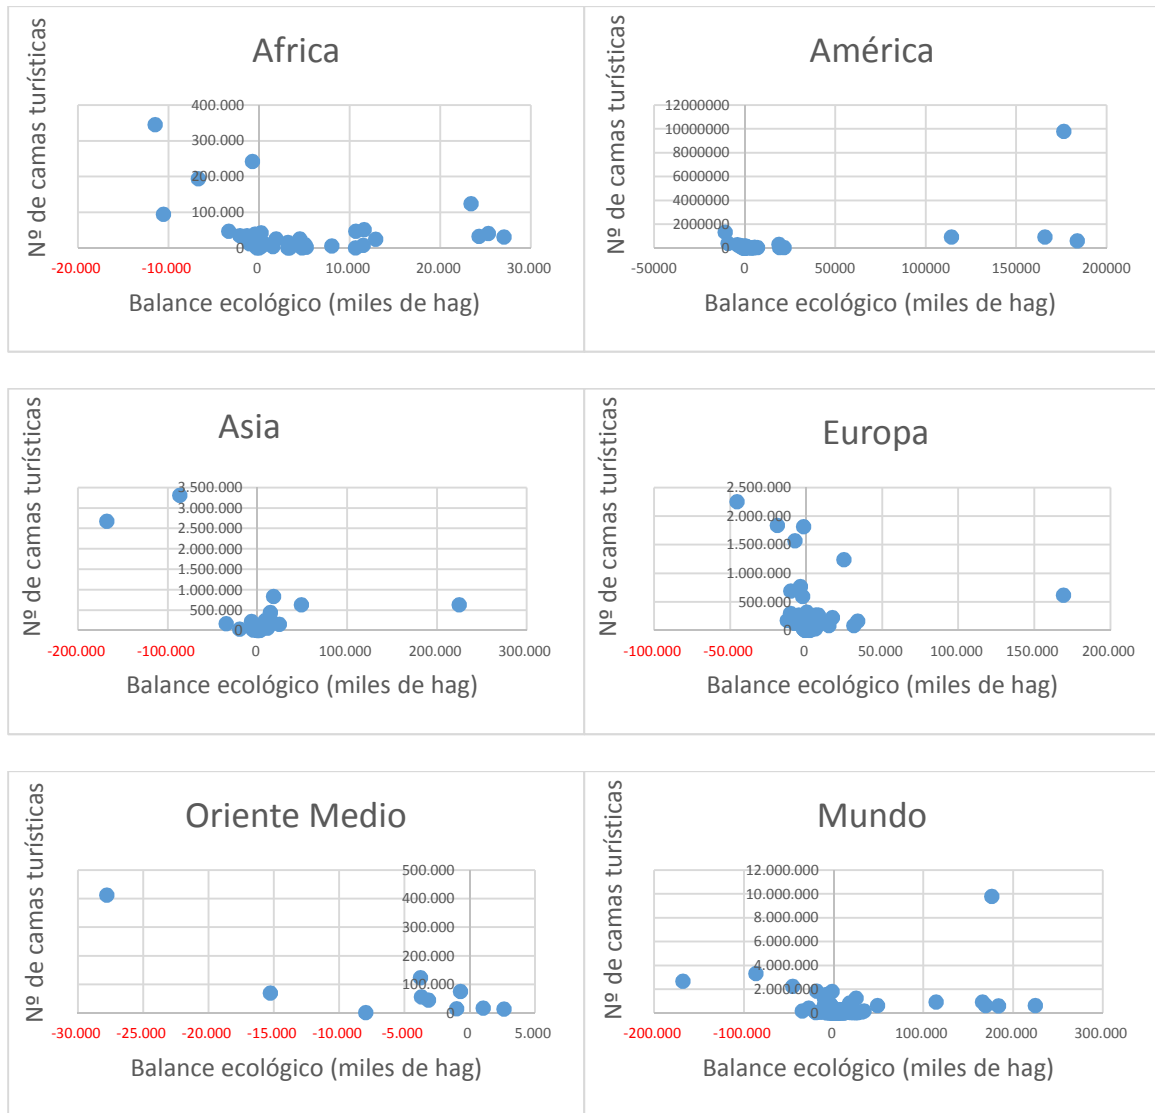 Africa
Nº de camas turísticas
400.000
300.000
200.000
100.000
0
-20.000 -10.000 0 10.000 20.000 30.000
Balance ecológico (miles de hag)
América
Nº de camas turísticas
12000000
10000000
8000000
6000000
4000000
2000000
0
-50000 0 50000 100000 150000 200000
Balance ecológico (miles de hag)
Asia
Nº de camas turísticas
3.500.000
3.000.000
2.500.000
2.000.000
1.500.000
1.000.000
500.000
0
-200.000 -100.000 0 100.000 200.000 300.000
Balance ecológico (miles de hag)
Europa
Nº de camas turísticas
2.500.000
2.000.000
1.500.000
1.000.000
500.000
0
-100.000 -50.000 0 50.000 100.000 150.000 200.000
Balance ecológico (miles de hag)
Oriente Medio
Nº de camas turísticas
500.000
400.000
300.000
200.000
100.000
0
-30.000 -25.000 -20.000 -15.000 -10.000 -5.000 0 5.000
Balance ecológico (miles de hag)
Mundo
Nº de camas turísticas
12.000.000
10.000.000
8.000.000
6.000.000
4.000.000
2.000.000
0
-200.000 -100.000 0 100.000 200.000 300.000
Balance ecológico (miles de hag)